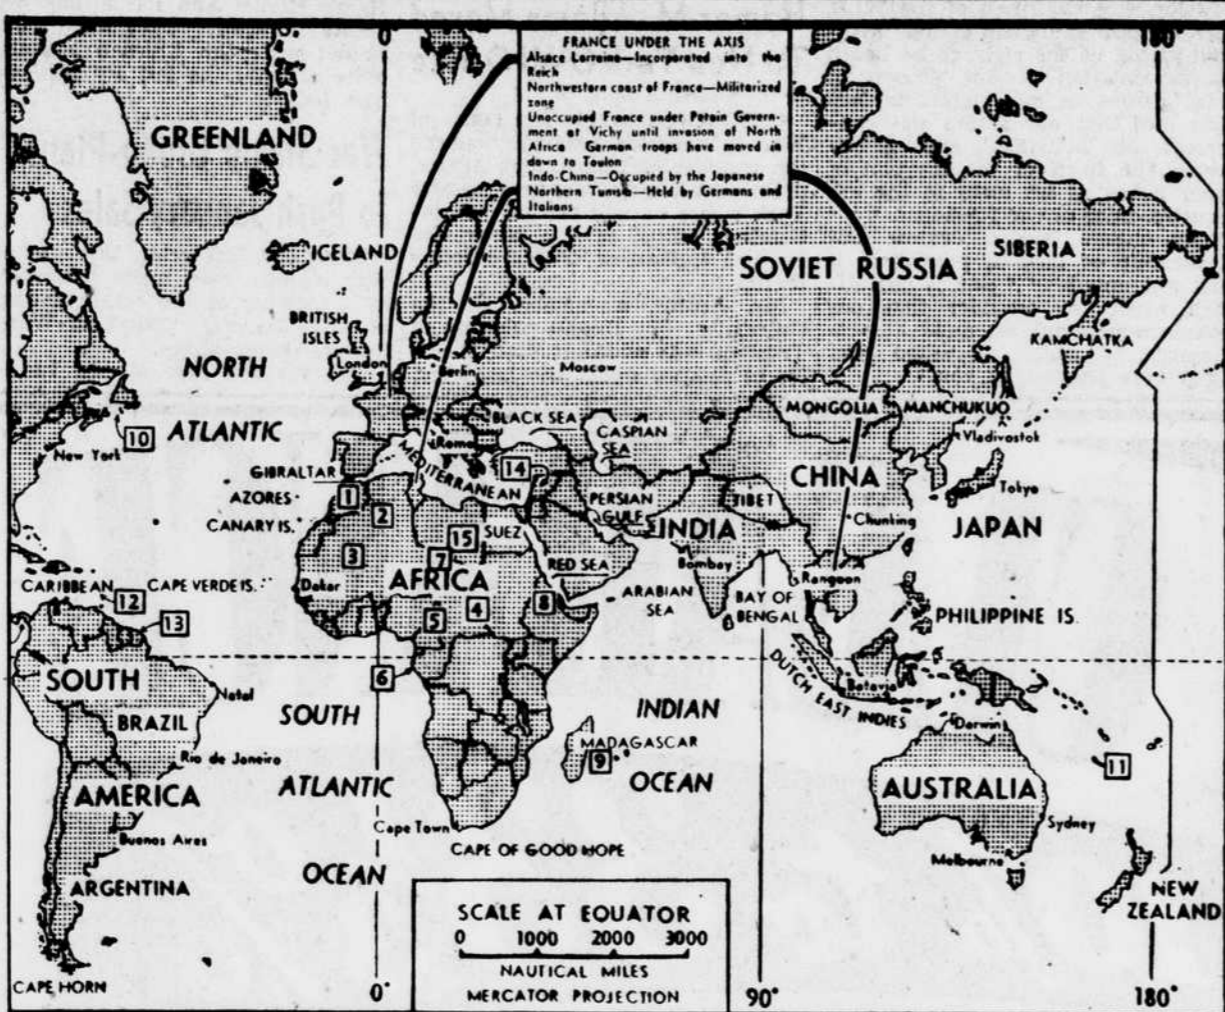 0
180°
FRANCE UNDER THE AXIS
Alsace Lorraine—Incorporated into the
Reich
Northwestern coast of France—Militarized
zone
Unoccupied France under Petain Govern-
ment at Vichy until invasion of North
Africa German troops have moved in
down to Toulon
Indo-China—Occupied by the Japanese
Northern Tunisia—Held by Germans and
Italians
GREENLAND
ICELAND
SOVIET RUSSIA
SIBERIA
BRITISH
ISLES
London
Berlin
Moscow
KAMCHATKA
NORTH
ATLANTIC
10
New York
BLACK SEA
CASPIAN
SEA
MONGOLIA
MANCHUKUO
Vladivostok
Rome
MEDITERRANEAN
14
GIBRALTAR
1
AZORES
CANARY IS.
2
PERSIAN
GULF
TIBET
CHINA
Tokyo
Chunking
JAPAN
INDIA
15
SUEZ
3
7
AFRICA
RED SEA
Bombay
Rangoon
CARIBBEAN
CAPE VERDE IS.
Dakar
12
13
4
5
8
ARABIAN
SEA
BAY OF
BENGAL
PHILIPPINE IS.
6
SOUTH
Natal
BRAZIL
Rio de Janeiro
AMERICA
Buenos Aires
ARGENTINA
SOUTH
ATLANTIC
OCEAN
INDIAN
OCEAN
MADAGASCAR
9
DUTCH EAST INDIES
Batavia
Darwin
11
AUSTRALIA
Sydney
Melbourne
Cape Town
CAPE OF GOOD HOPE
NEW
ZEALAND
SCALE AT EQUATOR
0 1000 2000 3000
NAUTICAL MILES
MERCATOR PROJECTION
CAPE HORN
0°
90°
180°